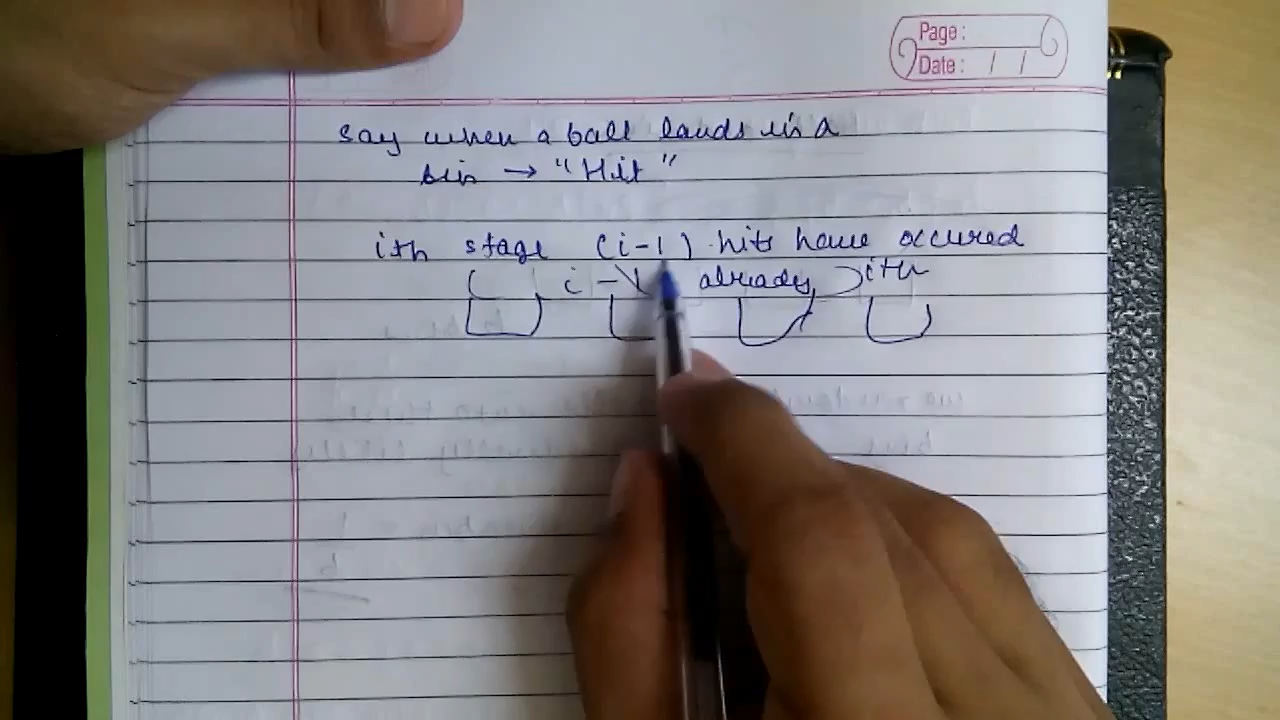 Page:
Date: / /
say when a ball lands in a
bin → "Hit"
ith stage (i-1) hits have occured
i - 1 already ith